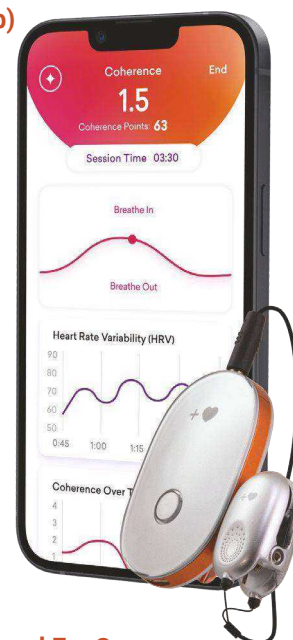 Coherence
End
1.5
Coherence Points: 63
Session Time 03:30
Breathe In
Breathe Out
Heart Rate Variability (HRV)
90
80
70
60
50
0:45 1:00 1:15
Coherence Over
4
3
2
1